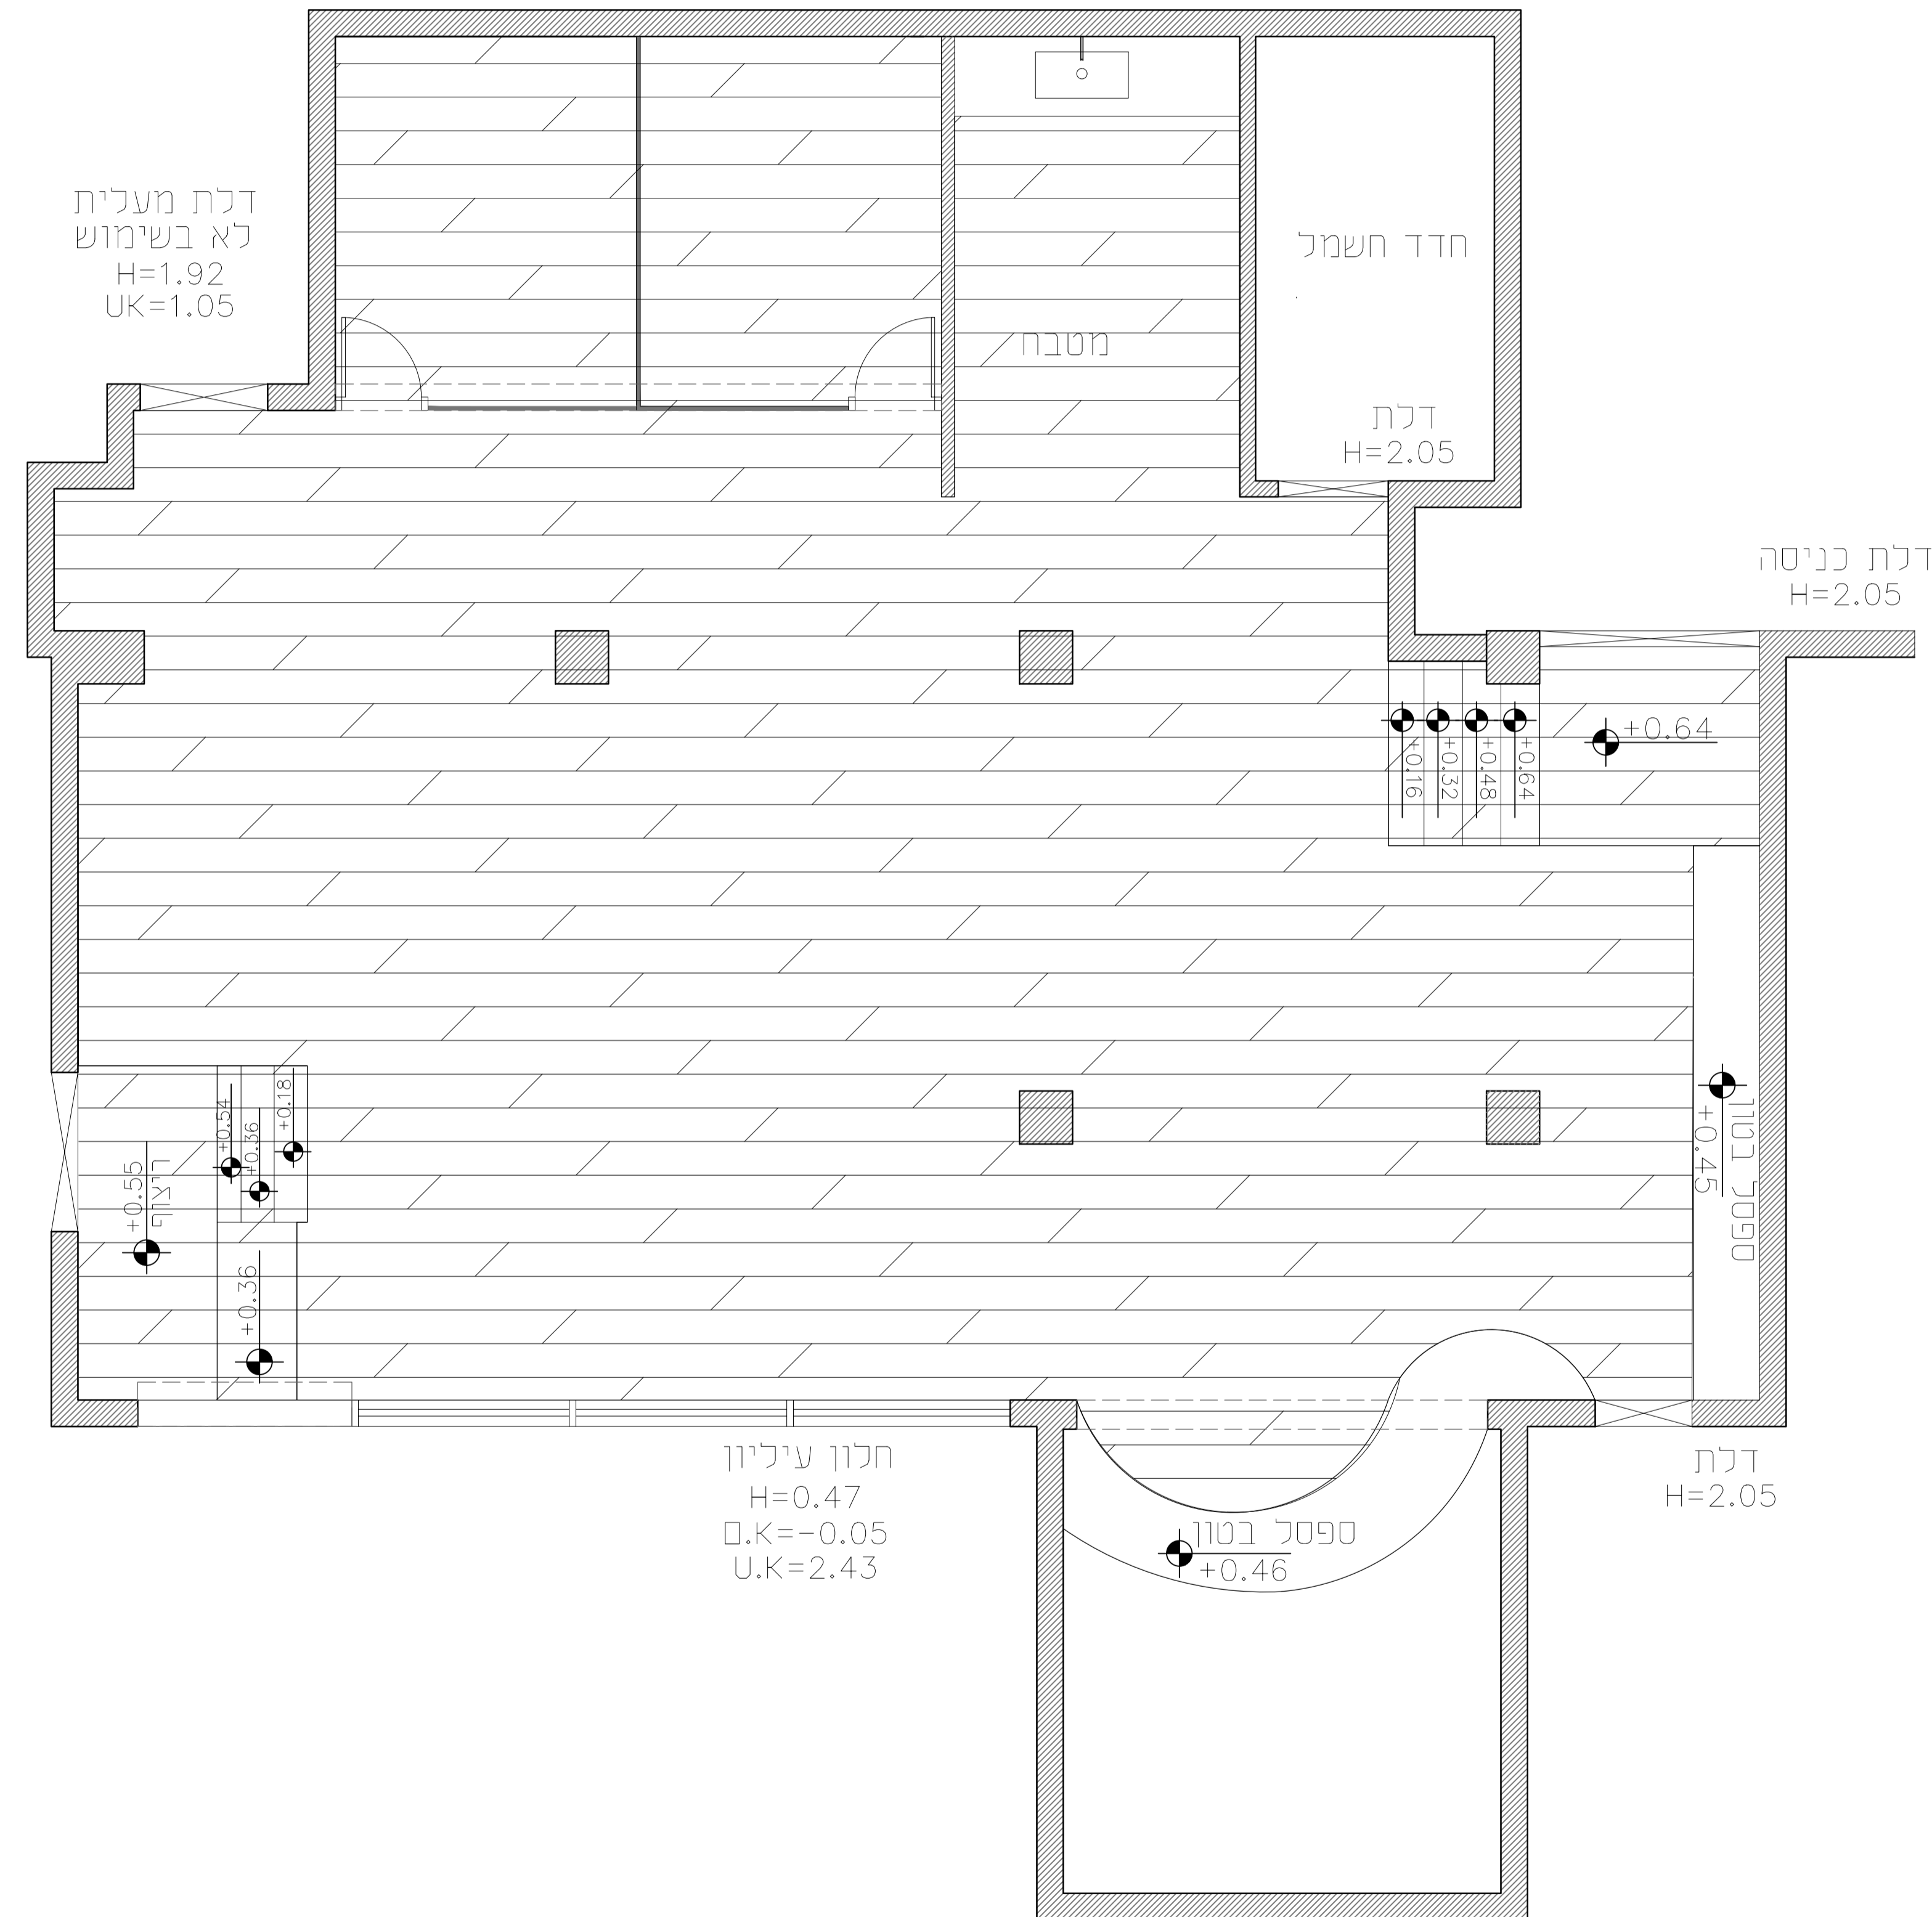 דלת מעלית
לא בשימוש
H=1.92
UK=1.05
חדר חשמל
מטבח
דלת
H=2.05
דלת כניסה
H=2.05
+0.16
+0.32
+0.48
+0.64
+0.64
+0.54
+0.36
+0.18
+0.55
יציאה
+0.36
ספסל בטון
+0.45
חלון עיליון
H=0.47
O.K=-0.05
U.K=2.43
ספסל בטון
+0.46
דלת
H=2.05